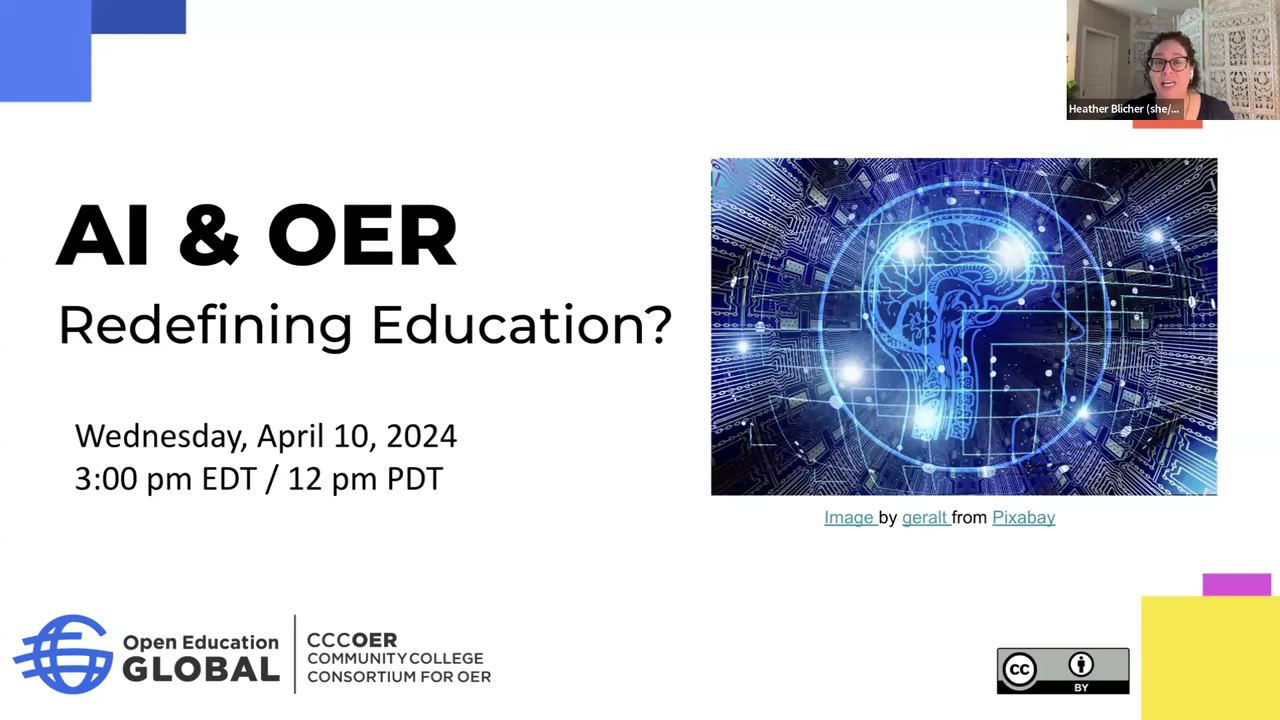 Heather Blicher (she/...
AI & OER
Redefining Education?
Wednesday, April 10, 2024
3:00 pm EDT / 12 pm PDT
Image by geralt from Pixabay
Open Education
GLOBAL
CCCOER
COMMUNITY COLLEGE
CONSORTIUM FOR OER
cc
BY